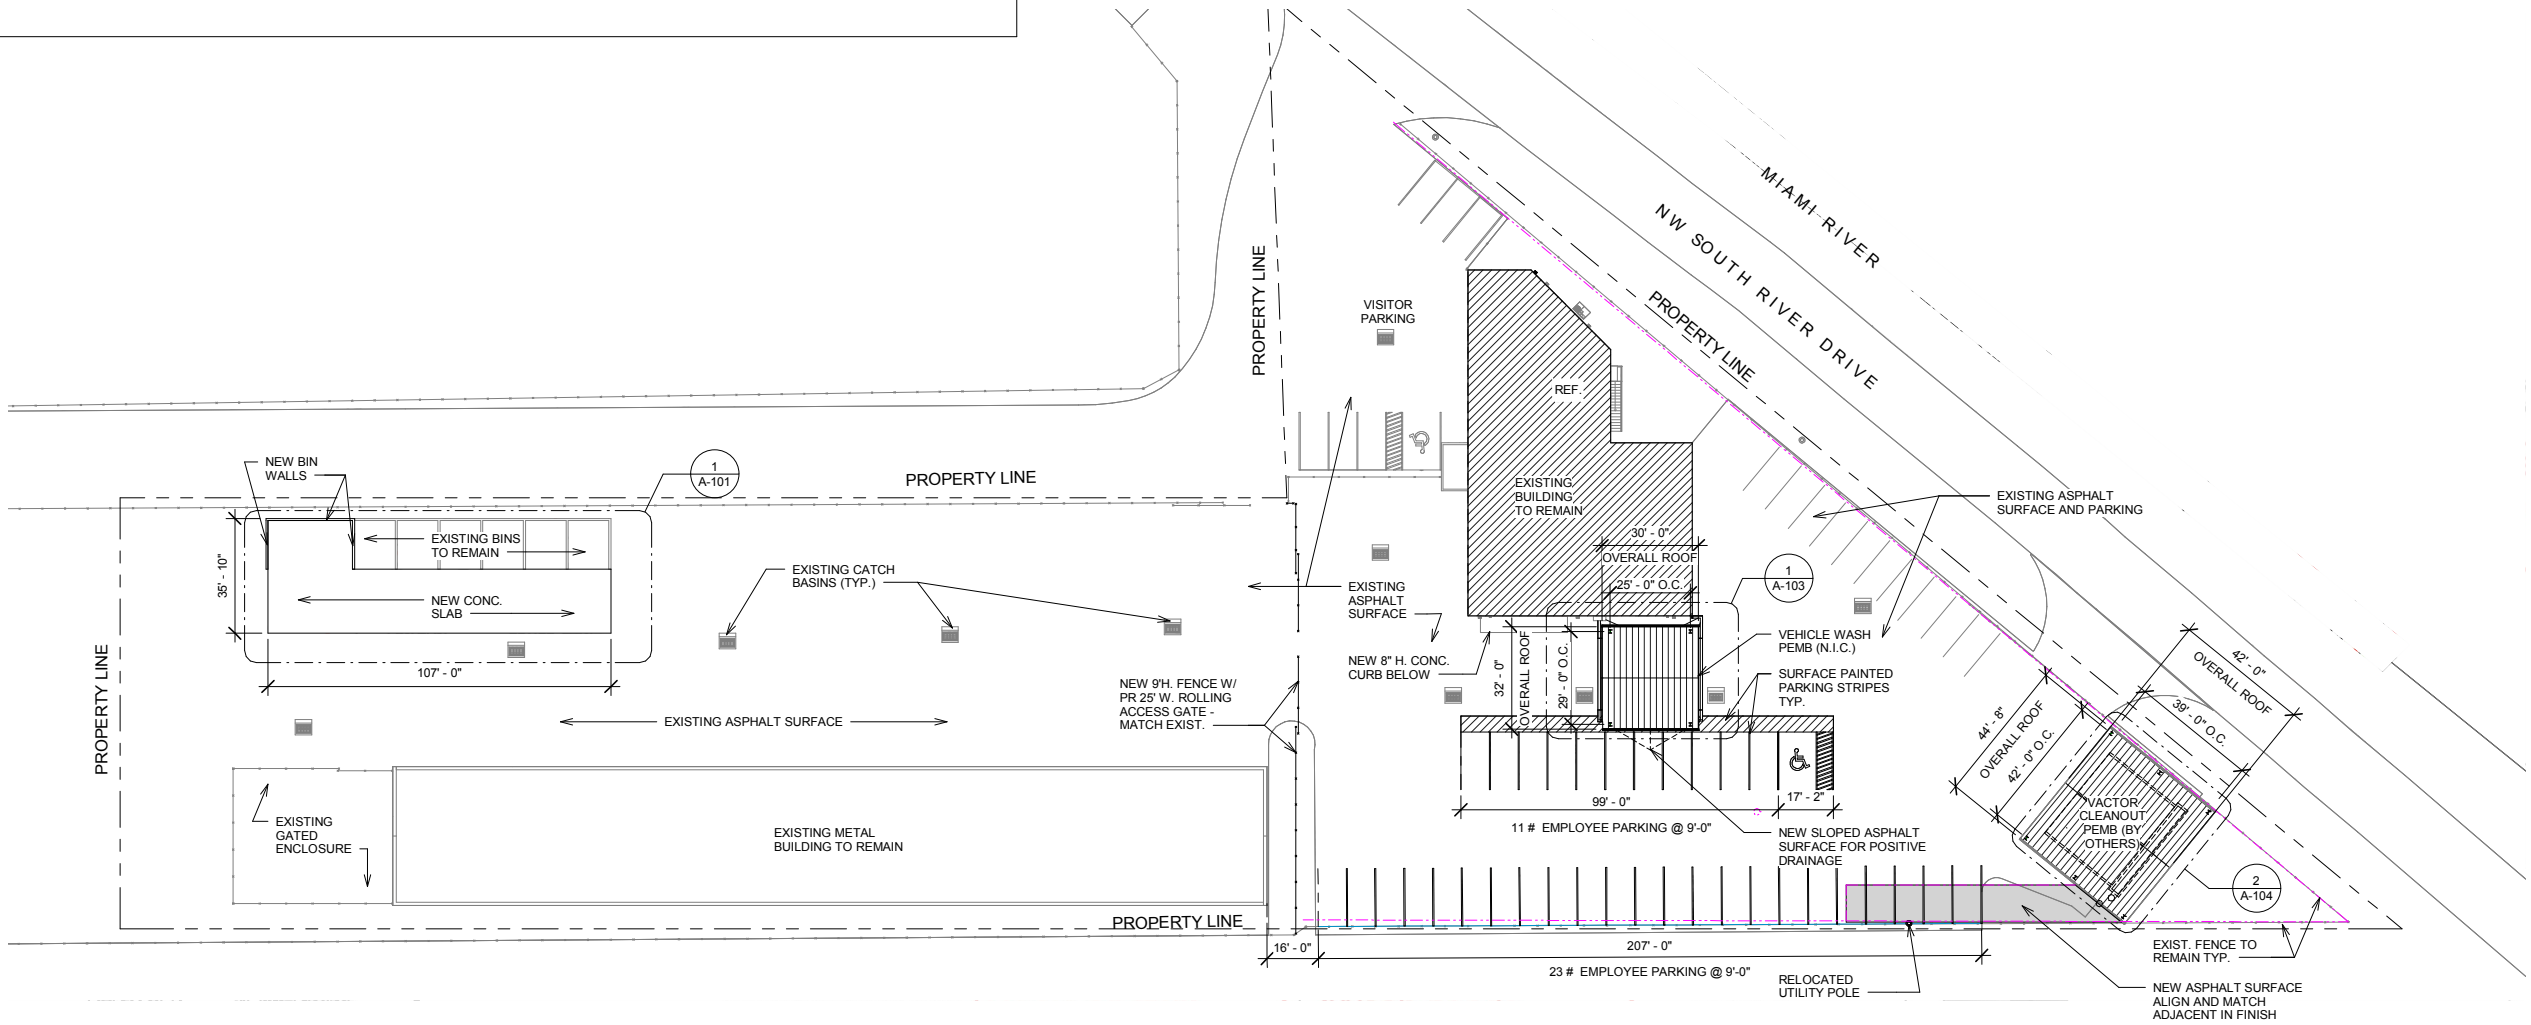 MIAMI RIVER
NW SOUTH RIVER DRIVE
PROPERTY LINE
PROPERTY LINE
VISITOR
PARKING
REF.
NEW BIN
WALLS
1
A-101
PROPERTY LINE
EXISTING BINS
TO REMAIN
35' - 10"
NEW CONC.
SLAB
107' - 0"
EXISTING CATCH
BASINS (TYP.)
EXISTING
BUILDING
TO REMAIN
EXISTING ASPHALT
SURFACE AND PARKING
30' - 0"
OVERALL ROOF
25' - 0" O.C.
1
A-103
EXISTING
ASPHALT
SURFACE
NEW 8" H. CONC.
CURB BELOW
32' - 0"
OVERALL ROOF
29' - 0" O.C.
VEHICLE WASH
PEMB (N.I.C.)
SURFACE PAINTED
PARKING STRIPES
TYP.
PROPERTY LINE
NEW 9'H. FENCE W/
PR 25' W. ROLLING
ACCESS GATE -
MATCH EXIST.
EXISTING ASPHALT SURFACE
42' - 0"
OVERALL ROOF
39' - 0" O.C.
44' - 8"
OVERALL ROOF
42' - 0" O.C.
VACTOR
CLEANOUT
PEMB (BY
OTHERS)
99' - 0"
17' - 2"
11 # EMPLOYEE PARKING @ 9'-0"
NEW SLOPED ASPHALT
SURFACE FOR POSITIVE
DRAINAGE
EXISTING
GATED
ENCLOSURE
EXISTING METAL
BUILDING TO REMAIN
2
A-104
PROPERTY LINE
16' - 0"
207' - 0"
23 # EMPLOYEE PARKING @ 9'-0"
RELOCATED
UTILITY POLE
EXIST. FENCE TO
REMAIN TYP.
NEW ASPHALT SURFACE
ALIGN AND MATCH
ADJACENT IN FINISH